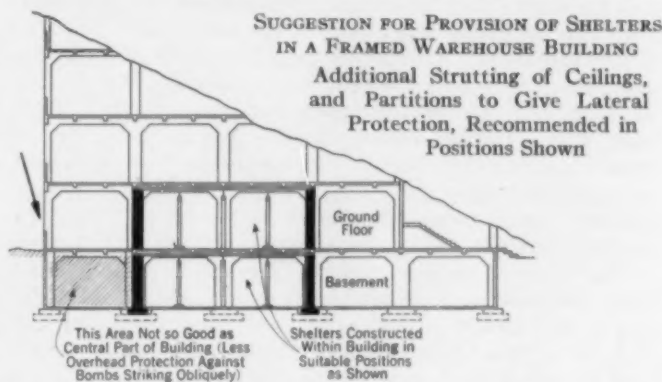 SUGGESTION FOR PROVISION OF SHELTERS
IN A FRAMED WAREHOUSE BUILDING
Additional Strutting of Ceilings,
and Partitions to Give Lateral
Protection, Recommended in
Positions Shown
Ground
Floor
Basement
This Area Not so Good as
Central Part of Building (Less
Overhead Protection Against
Bombs Striking Obliquely)
Shelters Constructed
Within Building in
Suitable Positions
as Shown